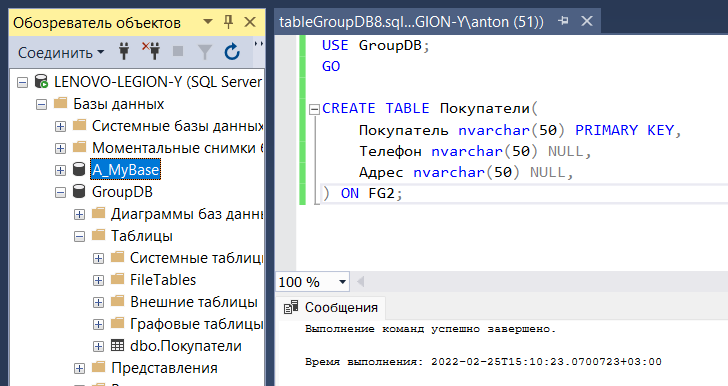 Обозреватель объектов
Соединить
LENOVO-LEGION-Y (SQL Server
Базы данных
Системные базы данных
Моментальные снимки б
A_MyBase
GroupDB
Диаграммы баз данн
Таблицы
Системные таблиц
FileTables
Внешние таблицы
Графовые таблицы
dbo.Покупатели
Представления
tableGroupDB8.sql...GION-Y\anton (51))
USE GroupDB;
GO
CREATE TABLE Покупатели(
Покупатель nvarchar(50) PRIMARY KEY,
Телефон nvarchar(50) NULL,
Адрес nvarchar(50) NULL,
) ON FG2;
100 %
Сообщения
Выполнение команд успешно завершено.
Время выполнения: 2022-02-25T15:10:23.0700723+03:00